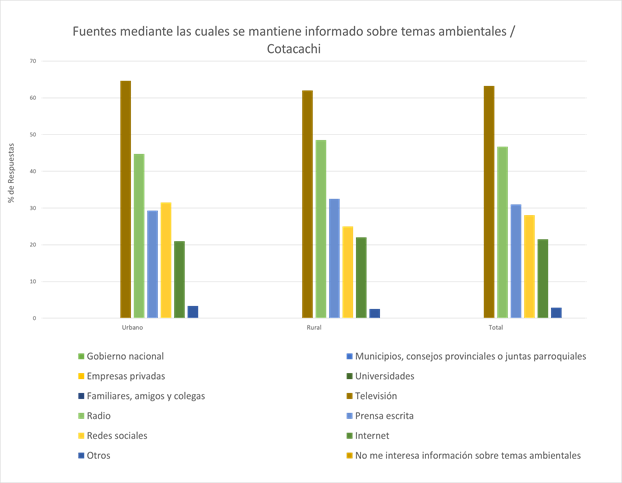 Fuentes mediante las cuales se mantiene informado sobre temas ambientales /
Cotacachi
% de Respuestas
70
60
50
40
30
20
10
0
Urbano Rural Total
Gobierno nacional Municipios, consejos provinciales o juntas parroquiales
Empresas privadas Universidades
Familiares, amigos y colegas Televisión
Radio Prensa escrita
Redes sociales Internet
Otros No me interesa información sobre temas ambientales